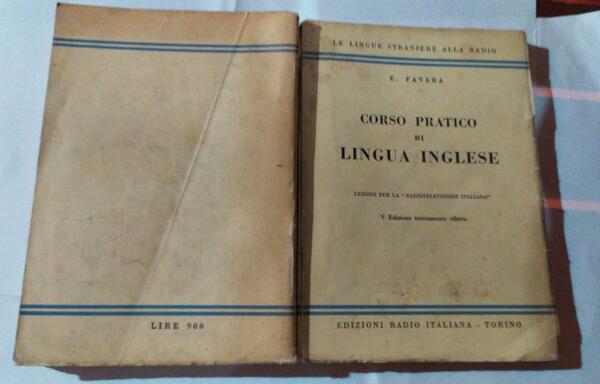 LIRE 900
LE LINGUE STRANIERE ALLA RADIO
E. FAVARA
CORSO PRATICO
DI
LINGUA INGLESE
LEZIONI PER LA "RADIOTELEVISIONE ITALIANA"
V Edizione interamente rifatta
EDIZIONI RADIO ITALIANA - TORINO